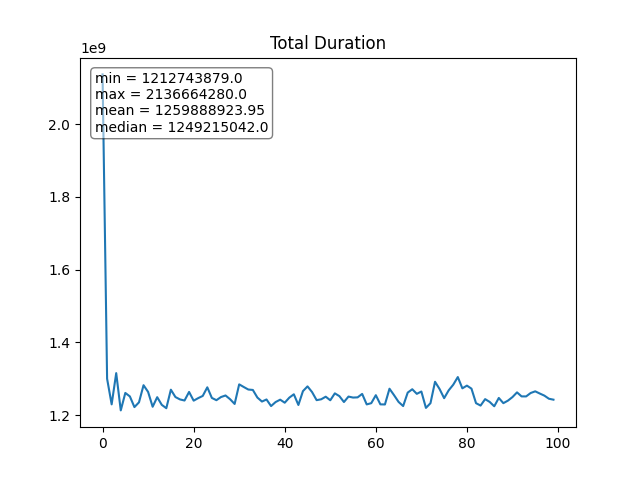 Total Duration
1e9
min = 1212743879.0
max = 2136664280.0
mean = 1259888923.95
median = 1249215042.0
2.0
1.8
1.6
1.4
1.2
0 20 40 60 80 100